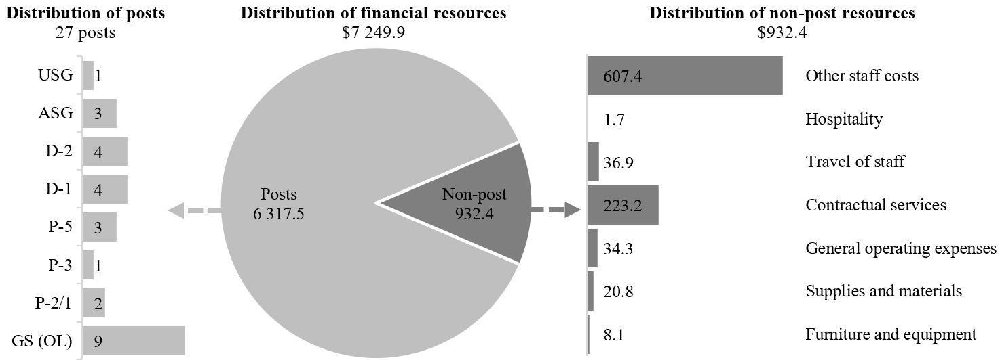 Distribution of posts
27 posts
USG 1
ASG 3
D-2 4
D-1 4
P-5 3
P-3 1
P-2/1 2
GS (OL) 9
Distribution of financial resources
$7 249.9
Posts
6 317.5
Non-post
932.4
Distribution of non-post resources
$932.4
607.4 Other staff costs
1.7 Hospitality
36.9 Travel of staff
223.2 Contractual services
34.3 General operating expenses
20.8 Supplies and materials
8.1 Furniture and equipment